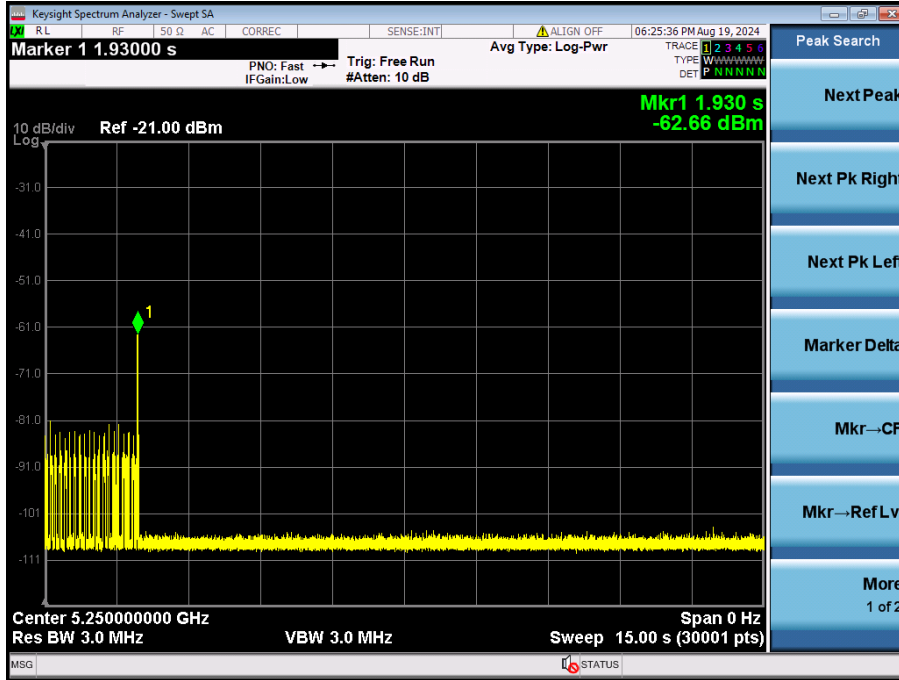 Keysight Spectrum Analyzer - Swept SA
LXI RL RF 50 Ω AC CORREC SENSE:INT ALIGN OFF 06:25:36 PM Aug 19, 2024
Marker 1 1.93000 s
PNO: Fast
IFGain:Low
Trig: Free Run
#Atten: 10 dB
Avg Type: Log-Pwr
TRACE 1 2 3 4 5 6
TYPE WWWWWW
DET P N N N N N
Peak Search
Mkr1 1.930 s
-62.66 dBm
10 dB/div Ref -21.00 dBm
Log
1
-31.0
-41.0
-51.0
-61.0
-71.0
-81.0
-91.0
-101
-111
Center 5.250000000 GHz Span 0 Hz
Res BW 3.0 MHz VBW 3.0 MHz Sweep 15.00 s (30001 pts)
MSG STATUS
Next Peak
Next Pk Right
Next Pk Left
Marker Delta
Mkr→CF
Mkr→Ref Lv
More
1 of 2